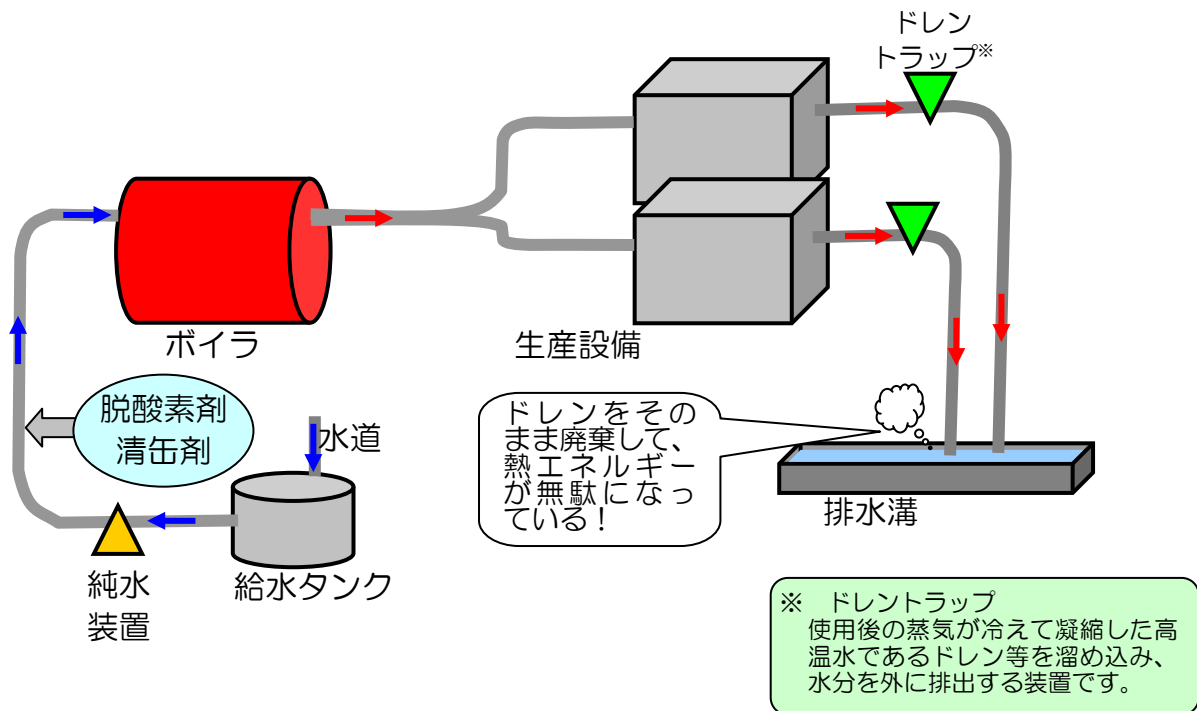 ドレン
トラップ※
ボイラ
生産設備
脱酸素剤
清缶剤
水道
ドレンをその
まま廃棄して、
熱エネルギー
が無駄になっ
ている！
排水溝
純水
装置
給水タンク
※　ドレントラップ
使用後の蒸気が冷えて凝縮した高
温水であるドレン等を溜め込み、
水分を外に排出する装置です。